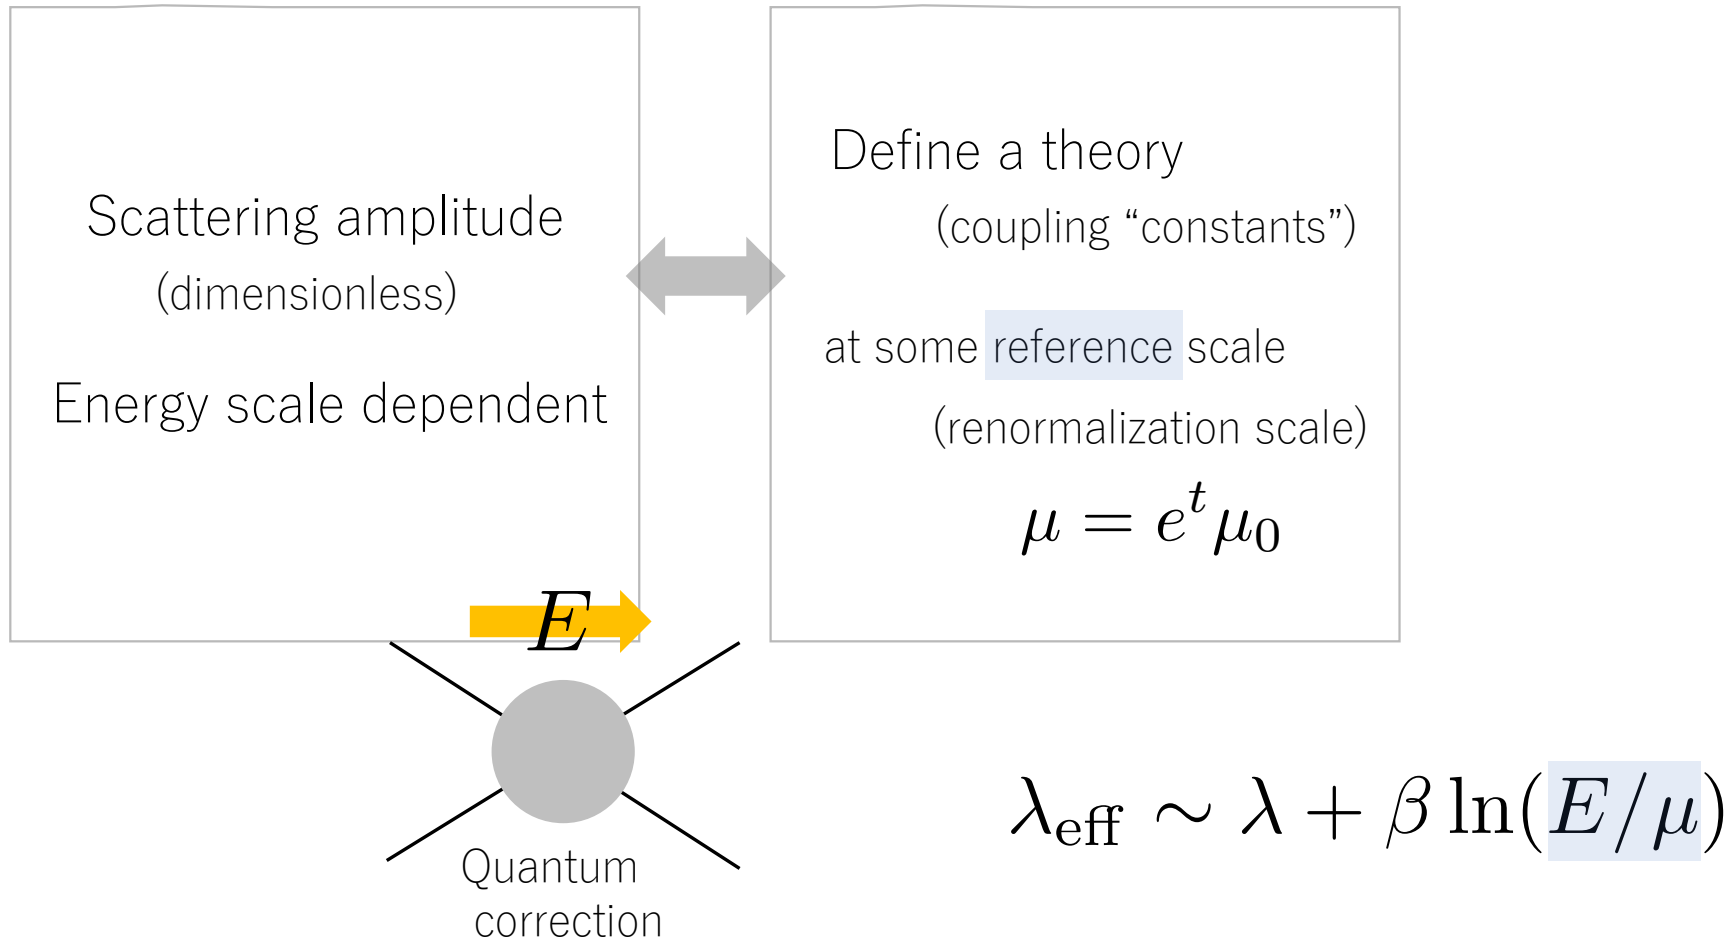 Scattering amplitude
(dimensionless)
Energy scale dependent
Define a theory
(coupling “constants”)
at some reference scale
(renormalization scale)
μ = e^t μ₀
E
Quantum
correction
λ_eff ∼ λ + β ln(E/μ)